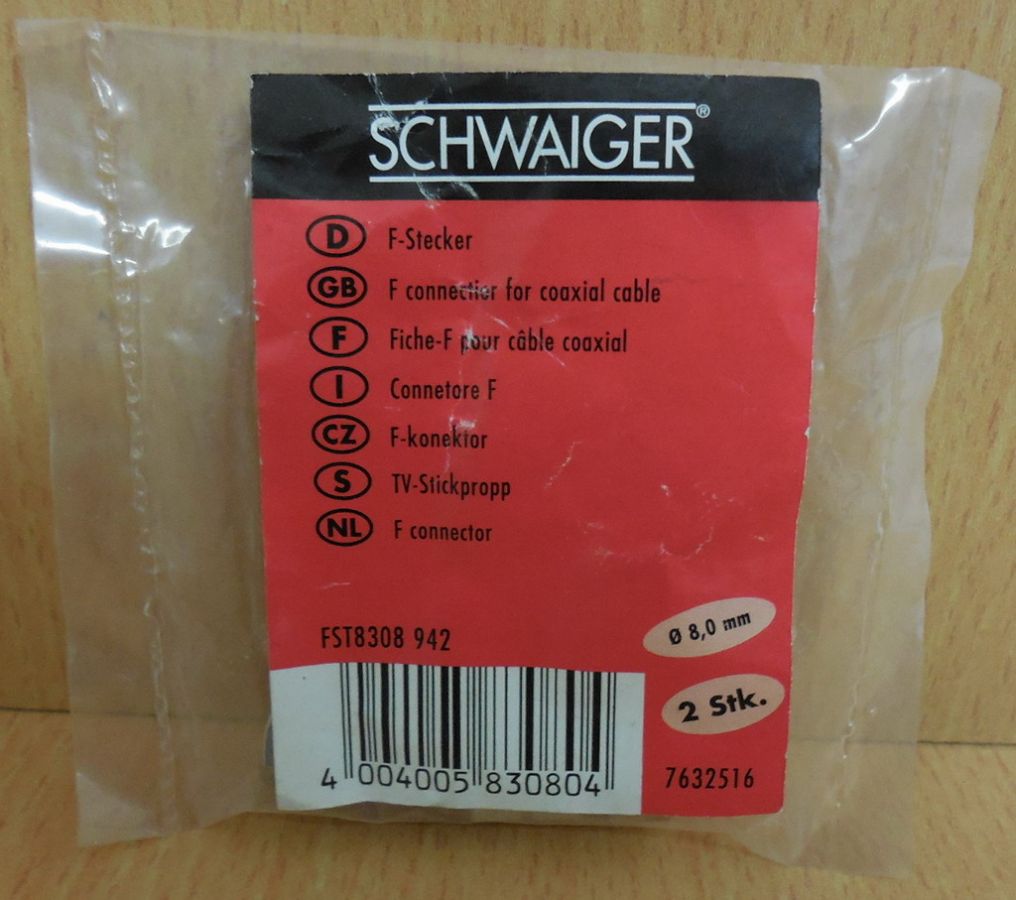 SCHWAIGER®
D F-Stecker
GB F connectier for coaxial cable
F Fiche-F pour câble coaxial
I Connetore F
CZ F-konektor
S TV-Stickpropp
NL F connector
FST8308 942
Ø 8,0 mm
2 Stk.
4 004005 830804
7632516